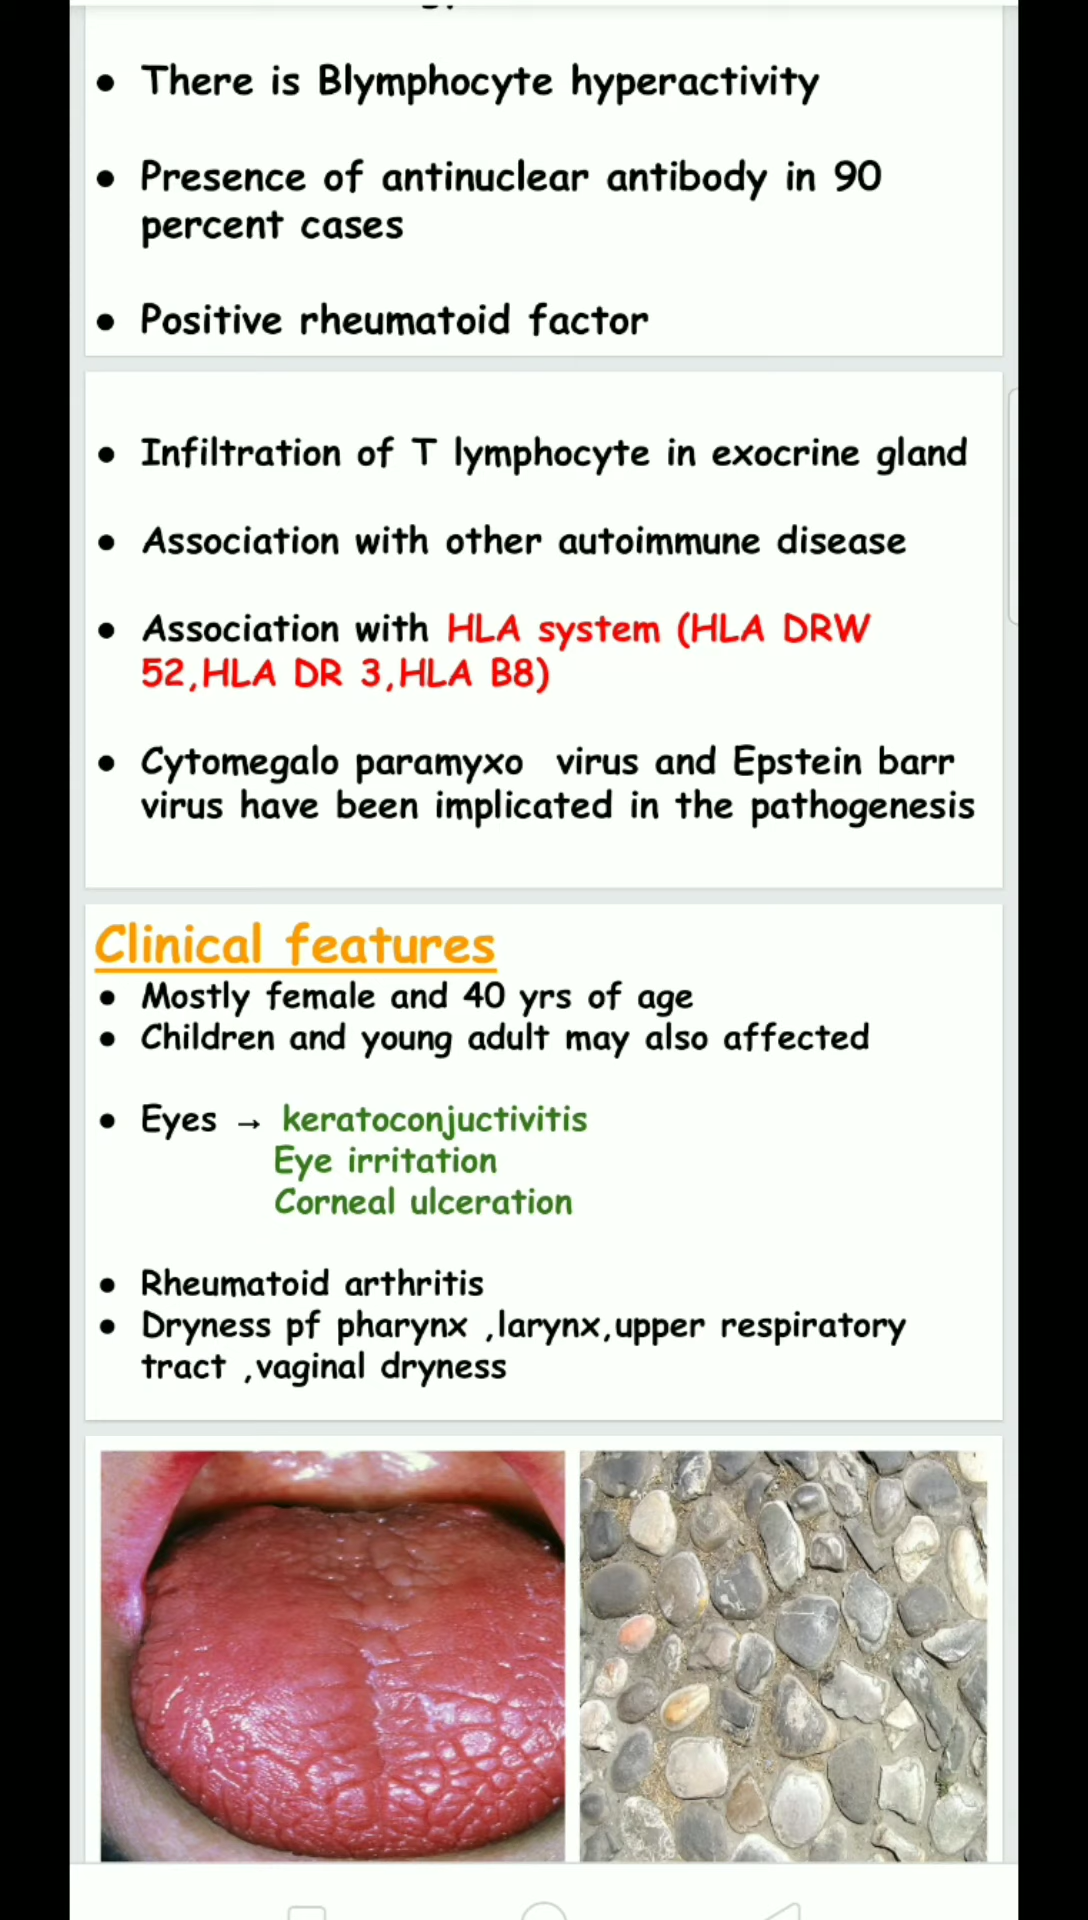 • There is Blymphocyte hyperactivity
• Presence of antinuclear antibody in 90
percent cases
• Positive rheumatoid factor
• Infiltration of T lymphocyte in exocrine gland
• Association with other autoimmune disease
• Association with HLA system (HLA DRW
52,HLA DR 3,HLA B8)
• Cytomegalo paramyxo virus and Epstein barr
virus have been implicated in the pathogenesis
Clinical features
• Mostly female and 40 yrs of age
• Children and young adult may also affected
• Eyes → keratoconjuctivitis
Eye irritation
Corneal ulceration
• Rheumatoid arthritis
• Dryness pf pharynx ,larynx,upper respiratory
tract ,vaginal dryness